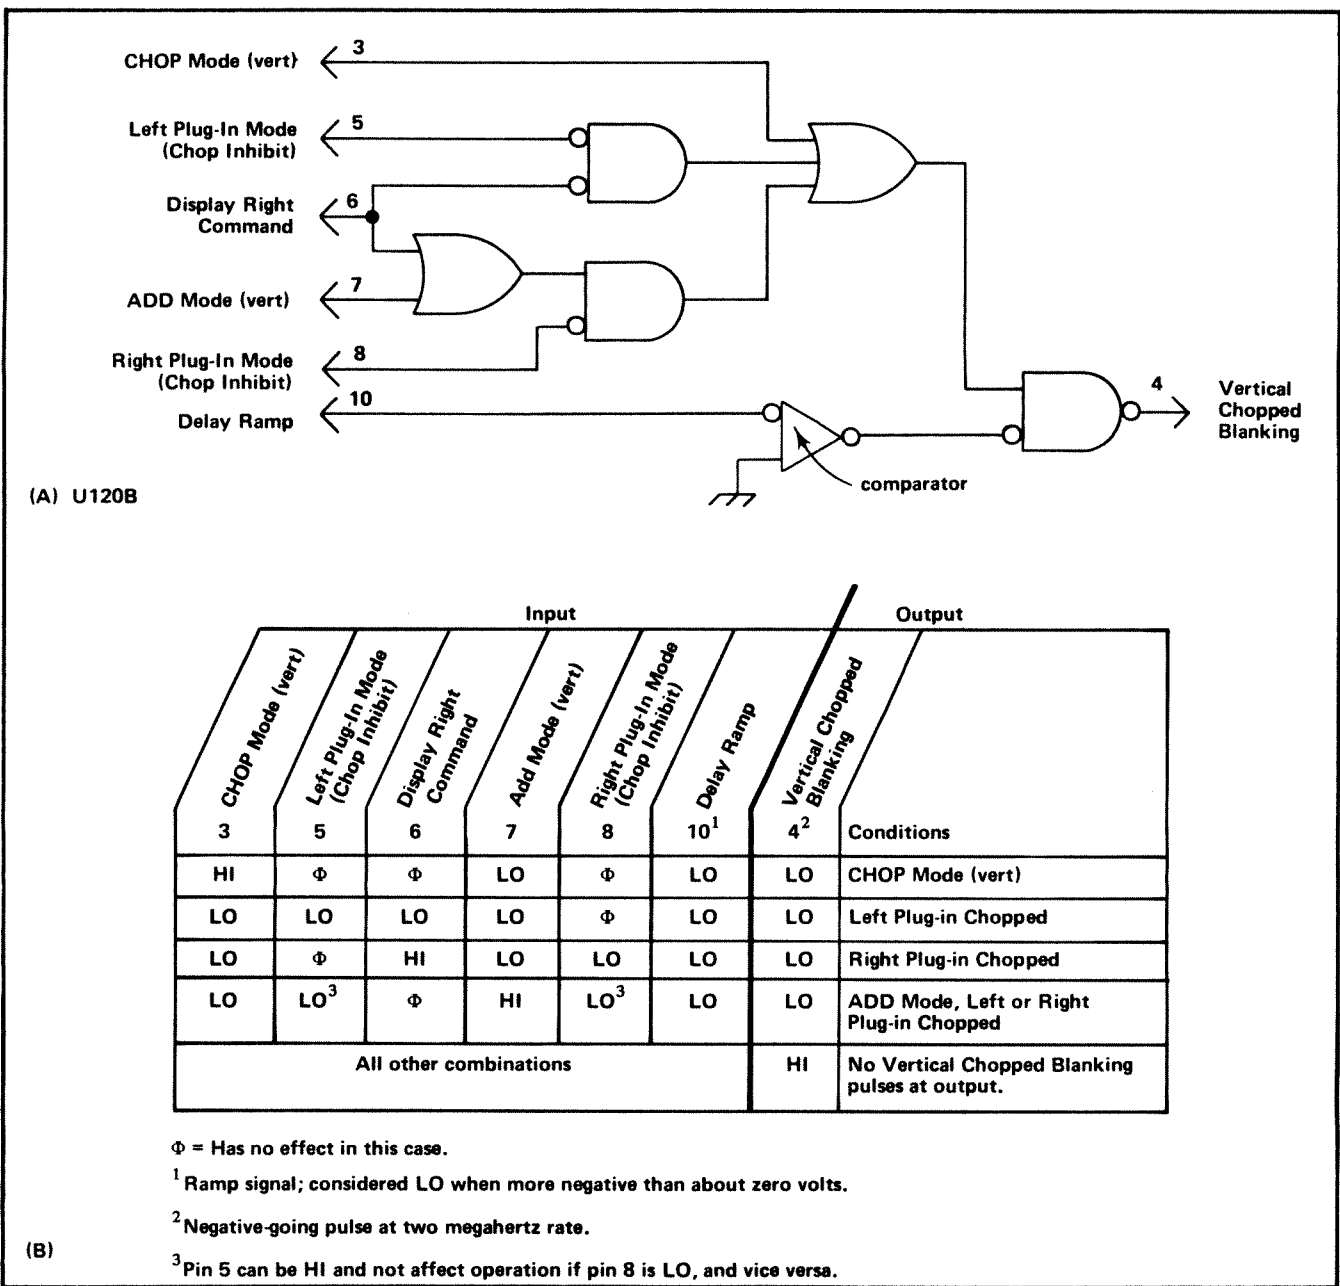 CHOP Mode (vert)
3
Left Plug-In Mode
(Chop Inhibit)
5
Display Right
Command
6
ADD Mode (vert)
7
Right Plug-In Mode
(Chop Inhibit)
8
Delay Ramp
10
4
Vertical
Chopped
Blanking
comparator
(A) U120B
Input
Output
CHOP Mode (vert)
Left Plug-In Mode
(Chop Inhibit)
Display Right
Command
Add Mode (vert)
Right Plug-In Mode
(Chop Inhibit)
Delay Ramp
Vertical Chopped
Blanking
3 5 6 7 8 10¹ 4² Conditions
HI Φ Φ LO Φ LO LO CHOP Mode (vert)
LO LO LO LO Φ LO LO Left Plug-in Chopped
LO Φ HI LO LO LO LO Right Plug-in Chopped
LO LO³ Φ HI LO³ LO LO ADD Mode, Left or Right
Plug-in Chopped
All other combinations HI No Vertical Chopped Blanking
pulses at output.
Φ = Has no effect in this case.
¹ Ramp signal; considered LO when more negative than about zero volts.
² Negative-going pulse at two megahertz rate.
(B)
³ Pin 5 can be HI and not affect operation if pin 8 is LO, and vice versa.